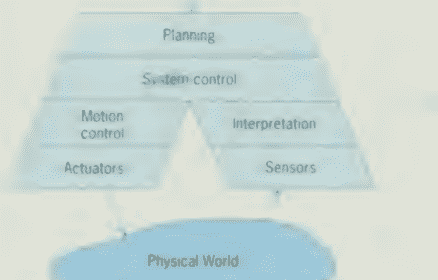 Planning
System control
Motion
control
Interpretation
Actuators
Sensors
Physical World